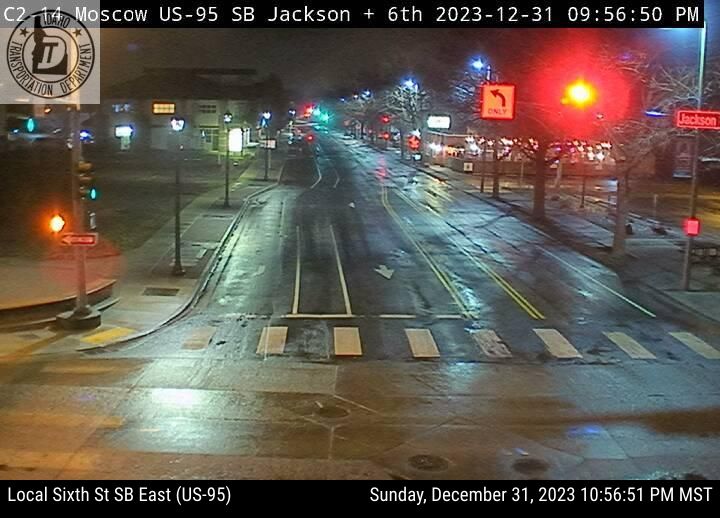 C2 14 Moscow US-95 SB Jackson + 6th 2023-12-31 09:56:50 PM
IDAHO
TRANSPORTATION DEPARTMENT
ONLY
Jackson
Local Sixth St SB East (US-95)
Sunday, December 31, 2023 10:56:51 PM MST